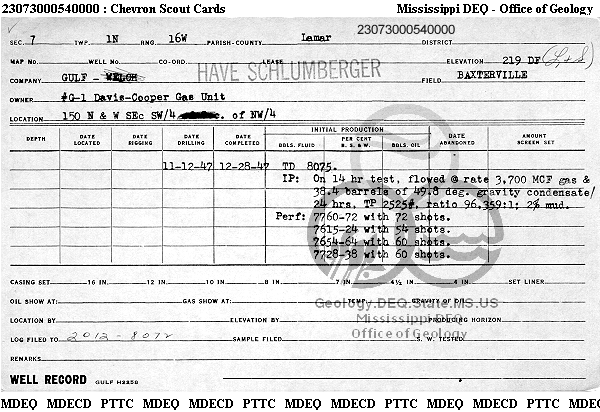 23073000540000 : Chevron Scout Cards Mississippi DEQ - Office of Geology
23073000540000
SEC. 7 TWP. 1N RNG. 16W PARISH-COUNTY Lamar DISTRICT
MAP NO. WELL NO. CO-ORD. LEASE ELEVATION 219 DF (L+S)
COMPANY GULF - WELCH HAVE SCHLUMBERGER FIELD BAXTERVILLE
OWNER #G-1 Davis-Cooper Gas Unit
LOCATION 150 N & W SEc SW/4 c. of NW/4
DEPTH DATE LOCATED DATE RIGGING DATE DRILLING DATE COMPLETED INITIAL PRODUCTION BBLS. FLUID PER CENT B. S. & W. BBLS. OIL DATE ABANDONED AMOUNT SCREEN SET
11-12-47 12-28-47 TD 8075.
IP: On 14 hr test, flowed @ rate 3,700 MCF gas &
38.4 barrels of 49.8 deg. gravity condensate/
24 hrs, TP 2525#, ratio 96,359:1; 2% mud.
Perf: 7760-72 with 72 shots.
7615-24 with 54 shots.
7654-64 with 60 shots.
7728-38 with 60 shots.
CASING SET: 16 IN. 10 IN. 8 IN. 7 IN. 4½ IN. 4 IN. SET LINER
OIL SHOW AT: GAS SHOW AT: TEMP. GRAVITY OF OIL
Geology.DEQ.State.MS.US
LOCATION BY ELEVATION BY PRODUCING HORIZON
Mississippi DEQ
LOG FILED TO 2012-8072 SAMPLE FILED S. W. TESTED
Office of Geology
REMARKS
WELL RECORD GULF H2350
MDEQ MDECD PTTC MDEQ MDECD PTTC MDEQ MDECD PTTC MDEQ MDECD PTTC MDEQ